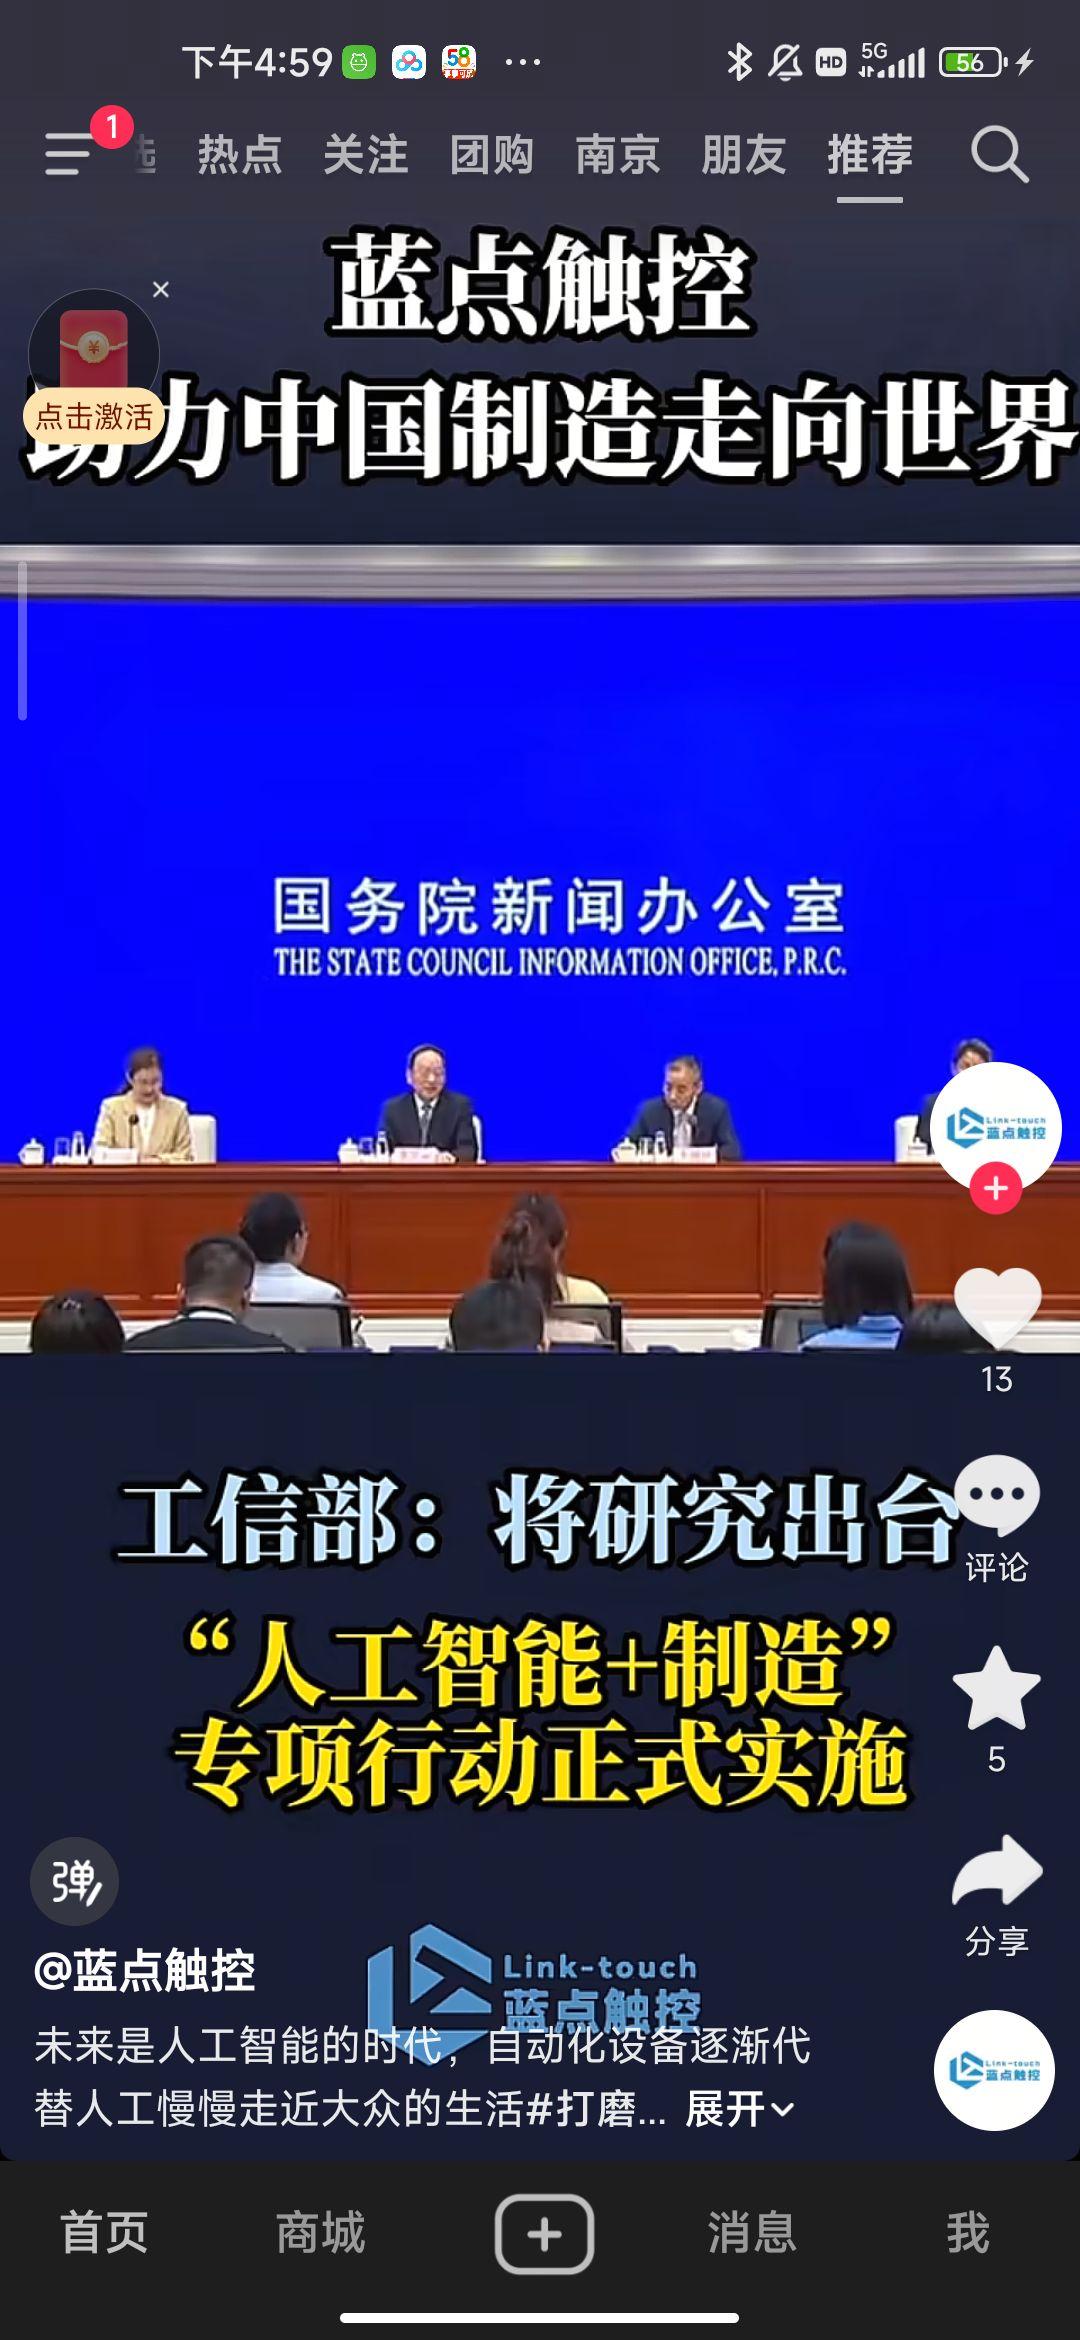 下午4:59
58
HD
5G
56
1
选 热点 关注 团购 南京 朋友 推荐
蓝点触控
点击激活
助力中国制造走向世界
国务院新闻办公室
THE STATE COUNCIL INFORMATION OFFICE, P.R.C.
Link-touch
蓝点触控
13
工信部：将研究出台
评论
“人工智能+制造”
专项行动正式实施
5
弹
分享
@蓝点触控
Link-touch
蓝点触控
未来是人工智能的时代，自动化设备逐渐代
替人工慢慢走近大众的生活#打磨... 展开
Link-touch
蓝点触控
首页 商城 消息 我